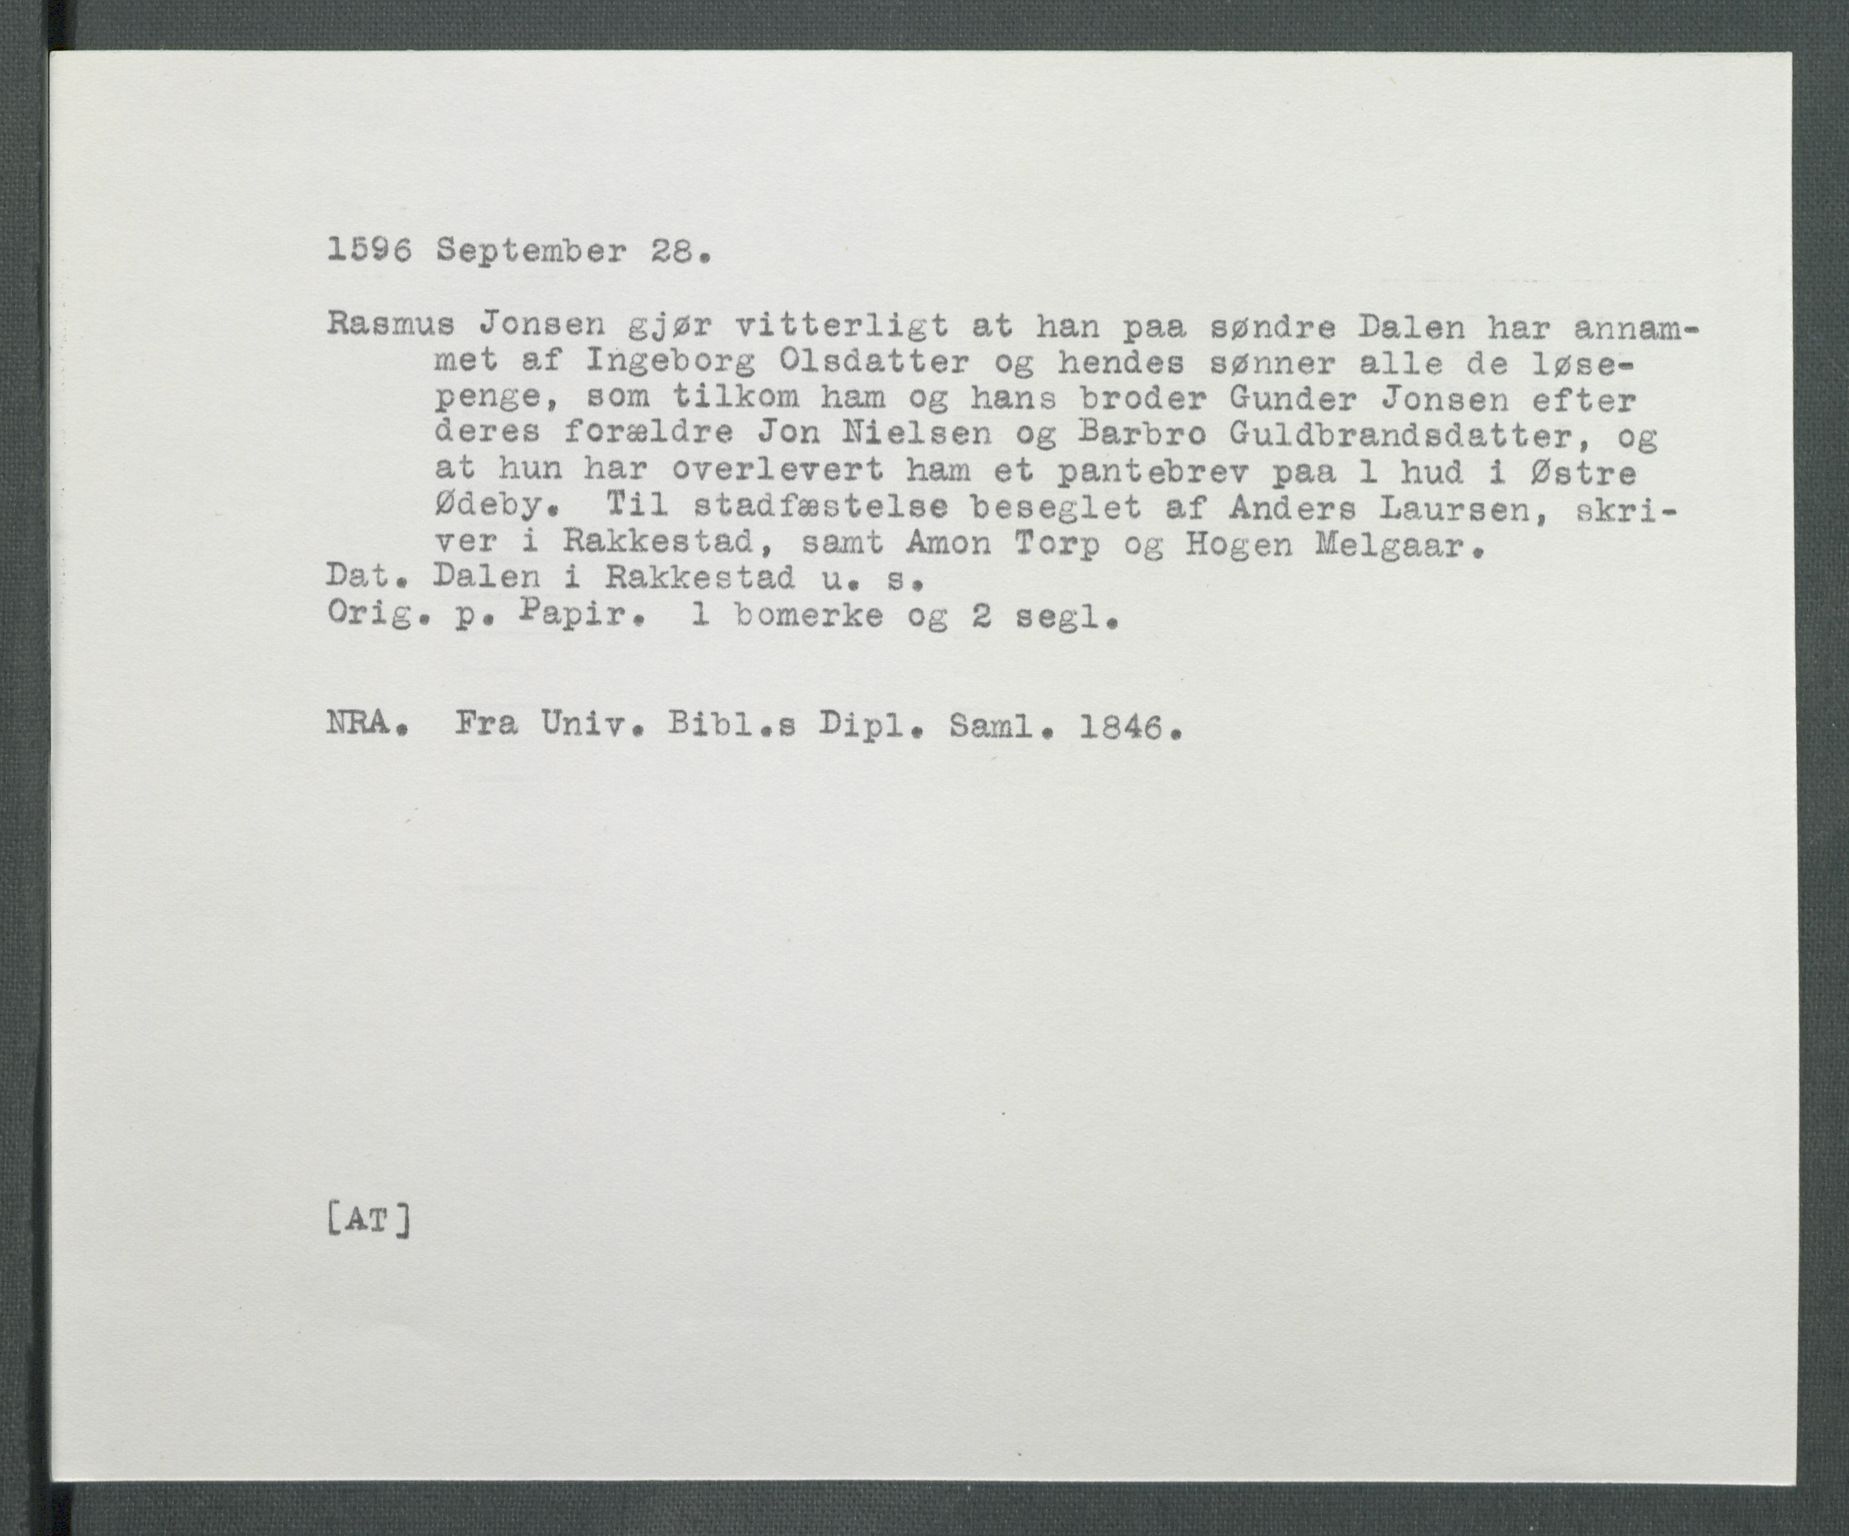 1596 September 28.
Rasmus Jonsen gjør vitterligt at han paa søndre Dalen har annam-
met af Ingeborg Olsdatter og hendes sønner alle de løse-
penge, som tilkom ham og hans broder Gunder Jonsen efter
deres forældre Jon Nielsen og Barbro Guldbrandsdatter, og
at hun har overlevert ham et pantebrev paa 1 hud i Østre
Ødeby.  Til stadfæstelse beseglet af Anders Laursen, skri-
ver i Rakkestad, samt Amon Torp og Hogen Melgaar.
Dat. Dalen i Rakkestad u. s.
Orig. p. Papir.  1 bomerke og 2 segl.
NRA.  Fra Univ. Bibl.s Dipl. Saml. 1846.
[AT]